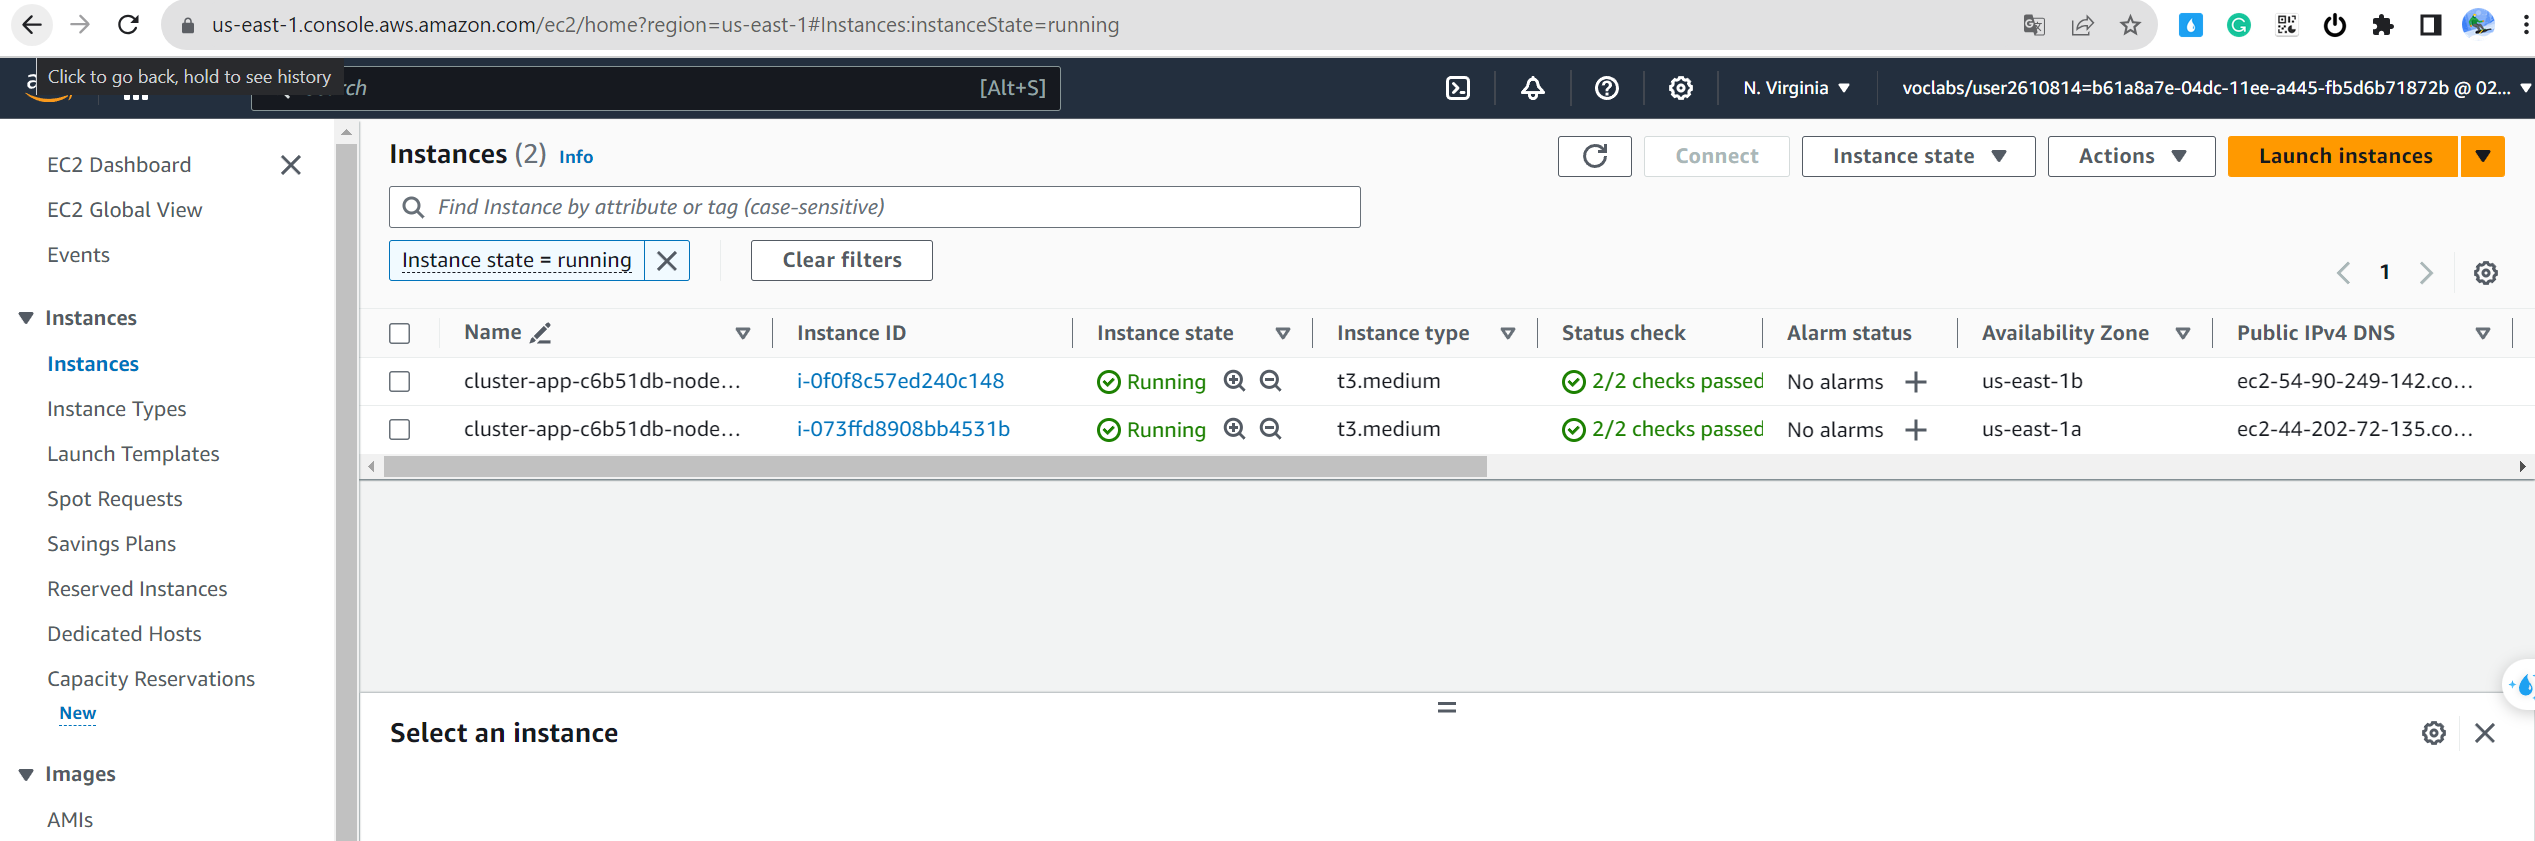 us-east-1.console.aws.amazon.com/ec2/home?region=us-east-1#Instances:instanceState=running
Click to go back, hold to see history
[Alt+S]
N. Virginia
voclabs/user2610814=b61a8a7e-04dc-11ee-a445-fb5d6b71872b @ 02...
EC2 Dashboard
EC2 Global View
Events
Instances
Instances
Instance Types
Launch Templates
Spot Requests
Savings Plans
Reserved Instances
Dedicated Hosts
Capacity Reservations
New
Images
AMIs
Instances (2) Info
Connect
Instance state
Actions
Launch instances
Find Instance by attribute or tag (case-sensitive)
Instance state = running
Clear filters
1
Name Instance ID Instance state Instance type Status check Alarm status Availability Zone Public IPv4 DNS
cluster-app-c6b51db-node... i-0f0f8c57ed240c148 Running t3.medium 2/2 checks passed No alarms us-east-1b ec2-54-90-249-142.co...
cluster-app-c6b51db-node... i-073ffd8908bb4531b Running t3.medium 2/2 checks passed No alarms us-east-1a ec2-44-202-72-135.co...
Select an instance